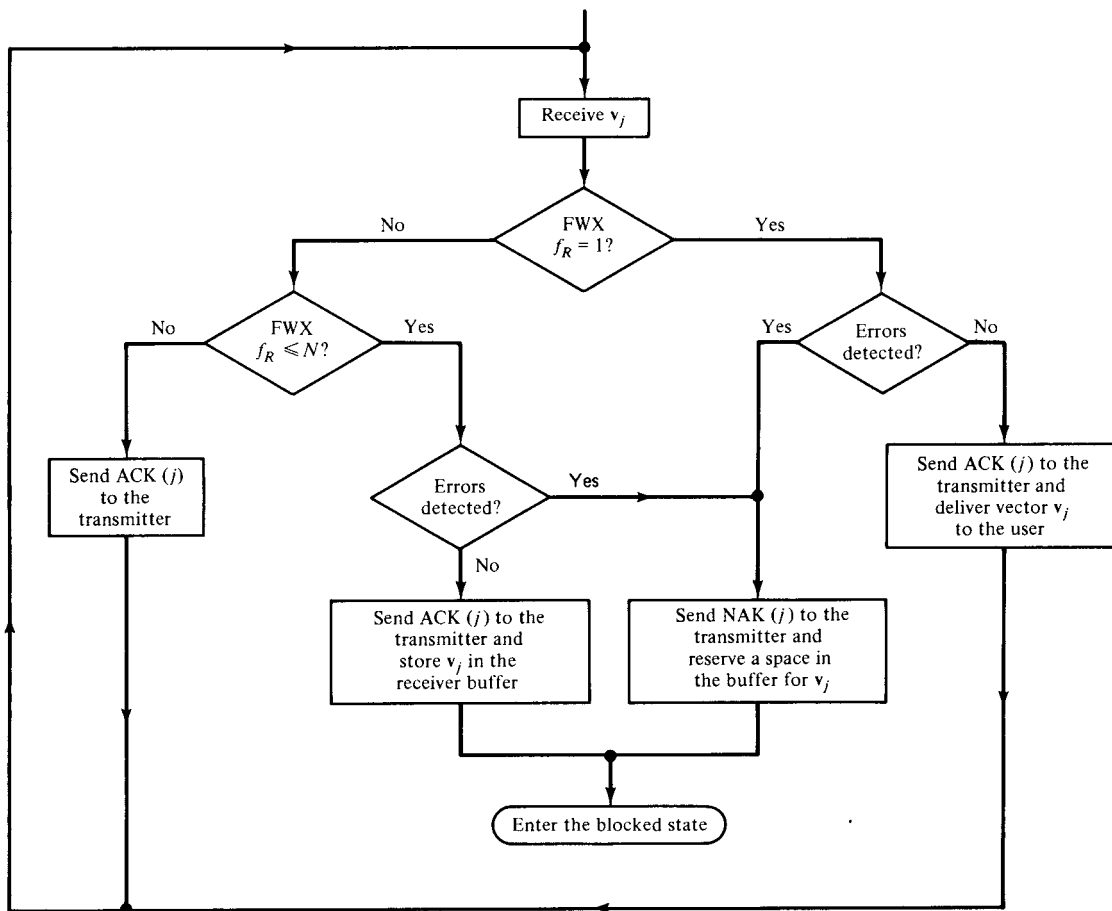 Receive v_j
FWX
f_R = 1?
No
Yes
FWX
f_R ⩽ N?
No
Yes
Errors
detected?
Yes
No
Send ACK (j)
to the
transmitter
Errors
detected?
Yes
No
Send ACK (j) to the
transmitter and
deliver vector v_j
to the user
Send ACK (j) to the
transmitter and
store v_j in the
receiver buffer
Send NAK (j) to the
transmitter and
reserve a space in
the buffer for v_j
Enter the blocked state